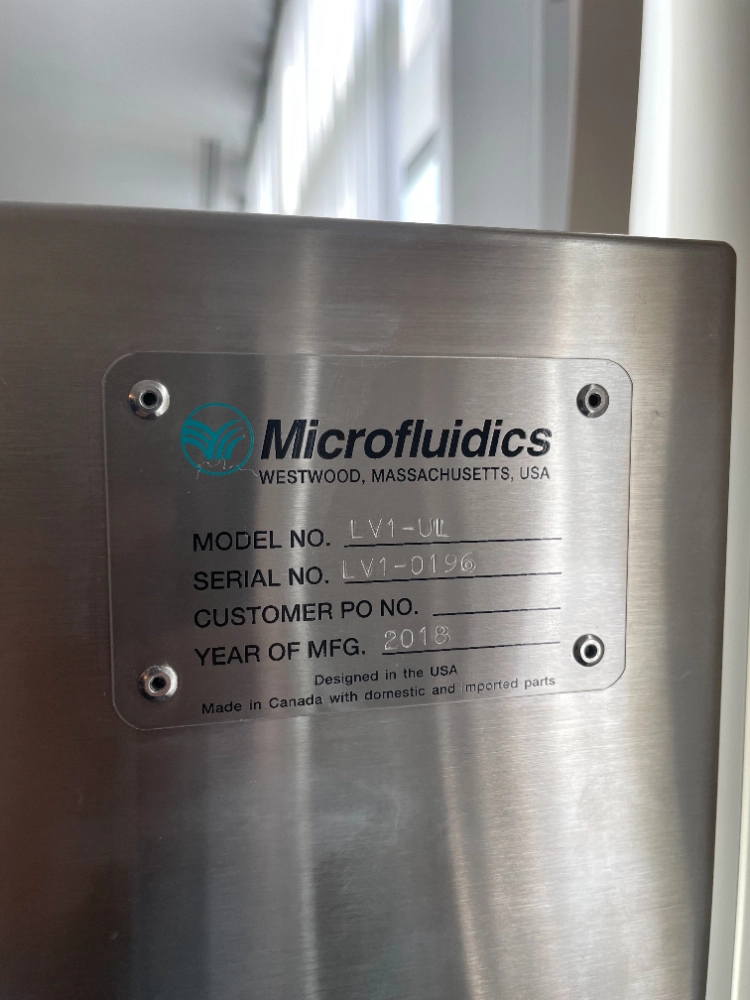 Microfluidics
WESTWOOD, MASSACHUSETTS, USA
MODEL NO. LV1-UL
SERIAL NO. LV1-0196
CUSTOMER PO NO.
YEAR OF MFG. 2018
Designed in the USA
Made in Canada with domestic and imported parts